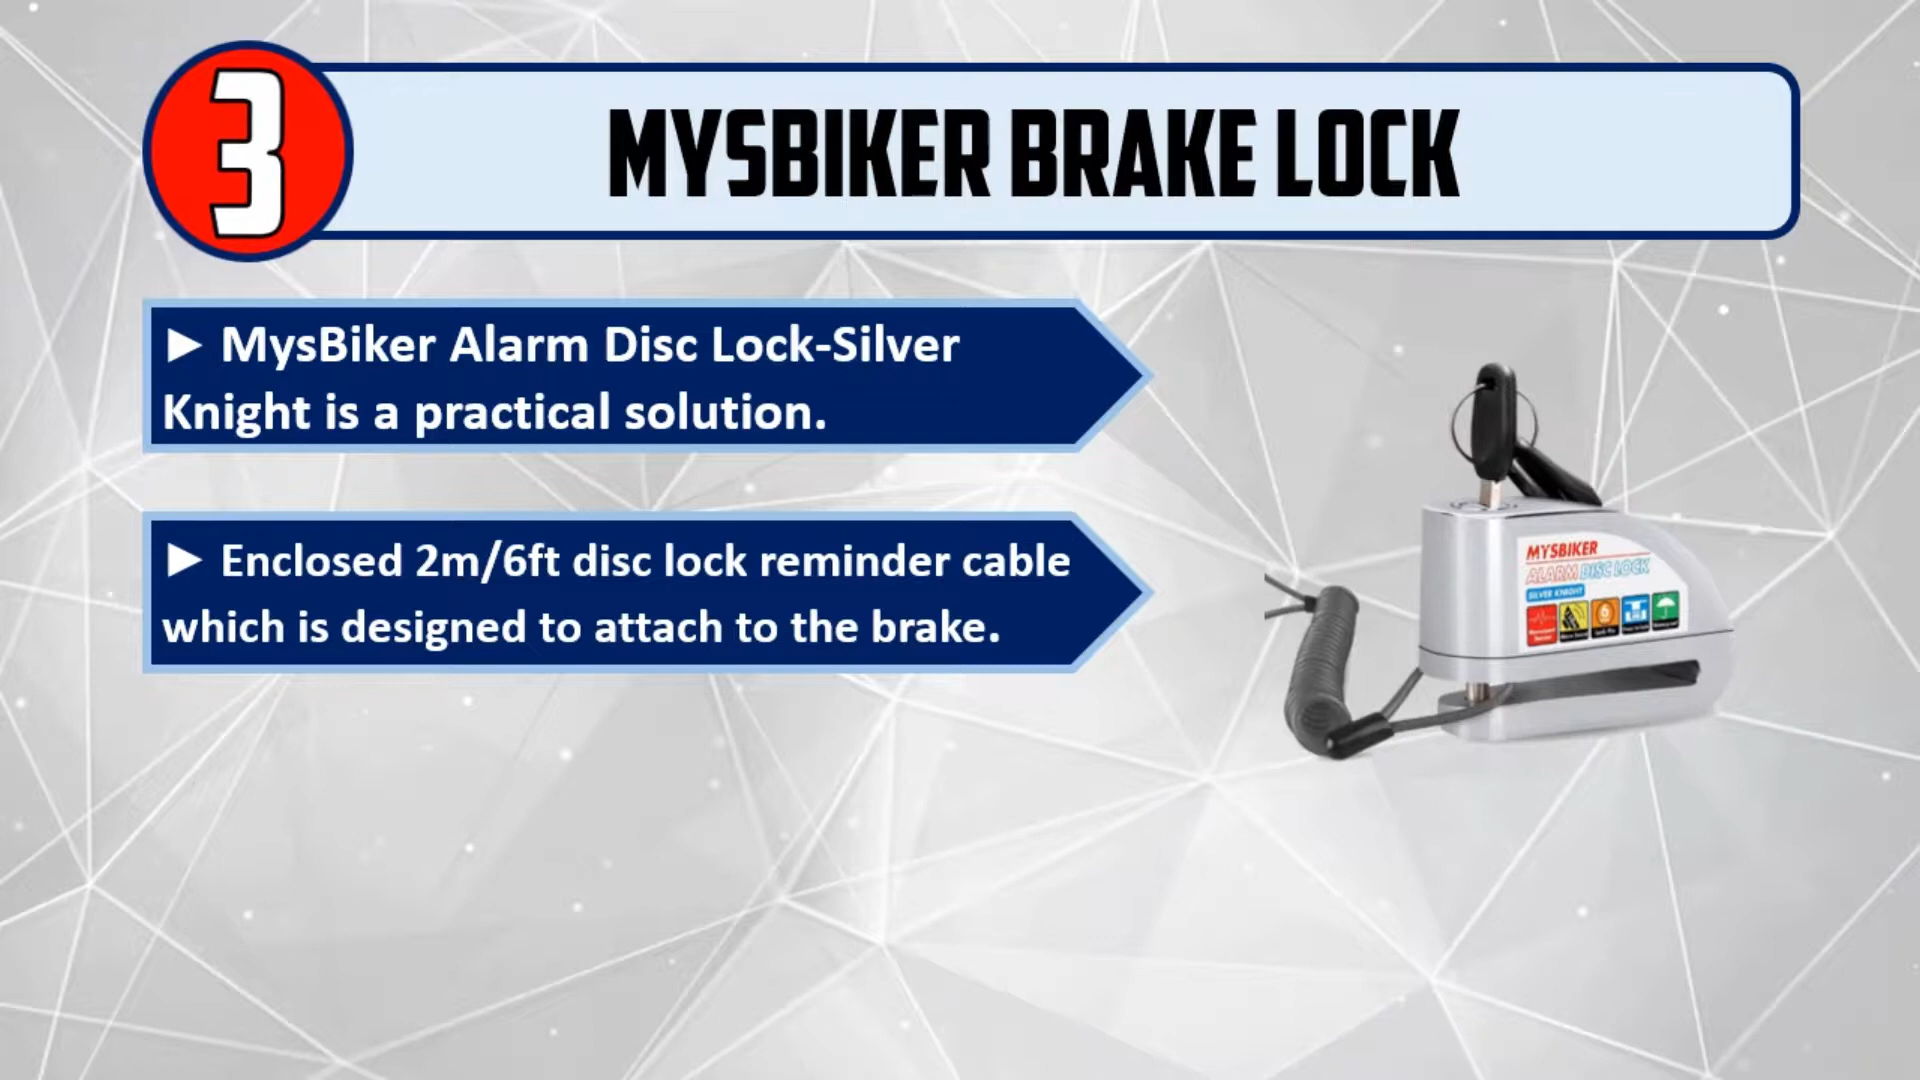 3
MYSBIKER BRAKE LOCK
► MysBiker Alarm Disc Lock-Silver
Knight is a practical solution.
► Enclosed 2m/6ft disc lock reminder cable
which is designed to attach to the brake.
MYSBIKER
ALARM DISC LOCK
SILVER KNIGHT
6